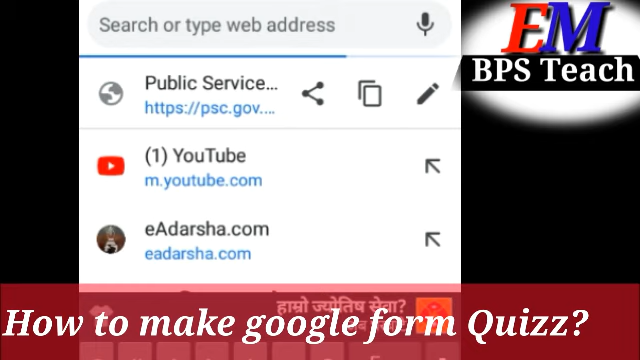 Search or type web address
EM
BPS Teach
Public Service...
https://psc.gov....
(1) YouTube
m.youtube.com
eAdarsha.com
eadarsha.com
हाम्रो ज्योतिष सेवा?
How to make google form Quizz?